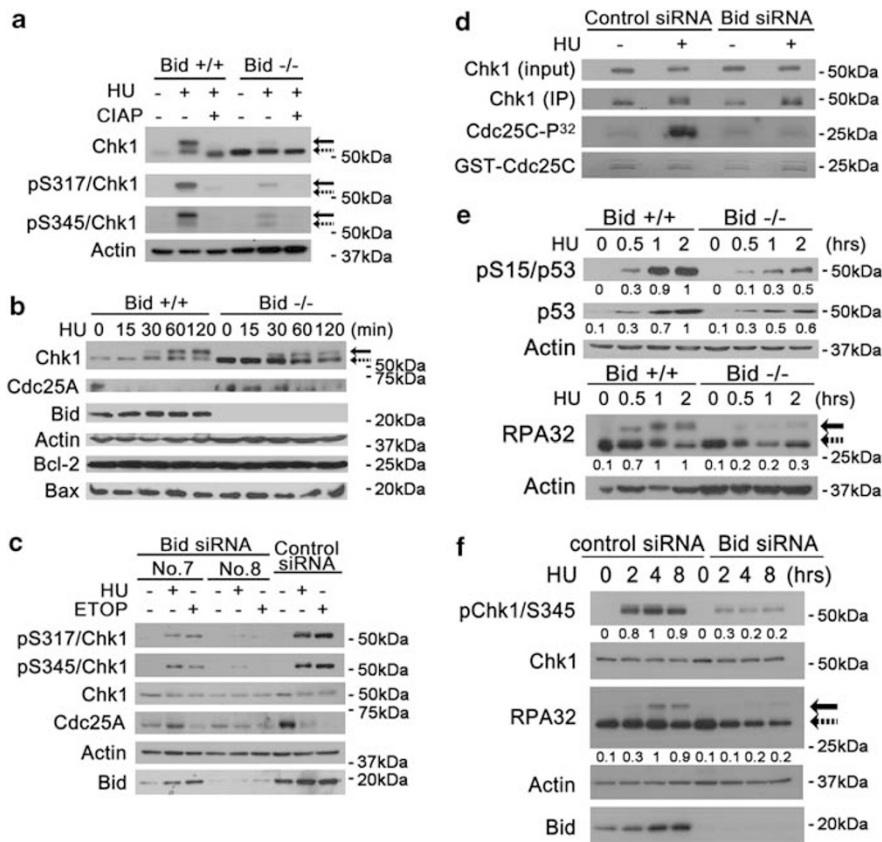 a
Bid +/+ Bid -/-
HU - + + - + +
CIAP - - + - - +
Chk1
- 50kDa
pS317/Chk1
- 50kDa
pS345/Chk1
- 50kDa
Actin
- 37kDa
b
Bid +/+ Bid -/-
HU 0 15 30 60 120 0 15 30 60 120 (min)
Chk1
- 50kDa
- 75kDa
Cdc25A
Bid - 20kDa
Actin
- 37kDa
Bcl-2 - 25kDa
Bax - 20kDa
c
Bid siRNA Control siRNA
No.7 No.8
HU - + - - + - - + -
ETOP - - + - - + - - +
pS317/Chk1 - 50kDa
pS345/Chk1 - 50kDa
Chk1 - 50kDa
- 75kDa
Cdc25A
Actin
- 37kDa
Bid - 20kDa
d
Control siRNA Bid siRNA
HU - + - +
Chk1 (input) - 50kDa
Chk1 (IP) - 50kDa
Cdc25C-P32 - 25kDa
GST-Cdc25C - 25kDa
e
Bid +/+ Bid -/-
HU 0 0.5 1 2 0 0.5 1 2 (hrs)
pS15/p53 - 50kDa
0 0.3 0.9 1 0 0.1 0.3 0.5
p53 - 50kDa
0.1 0.3 0.7 1 0.1 0.3 0.5 0.6
Actin - 37kDa
Bid +/+ Bid -/-
HU 0 0.5 1 2 0 0.5 1 2 (hrs)
RPA32
- 25kDa
0.1 0.7 1 1 0.1 0.2 0.2 0.3
Actin - 37kDa
f
control siRNA Bid siRNA
HU 0 2 4 8 0 2 4 8 (hrs)
pChk1/S345 - 50kDa
0 0.8 1 0.9 0 0.3 0.2 0.2
Chk1 - 50kDa
RPA32
- 25kDa
0.1 0.3 1 0.9 0.1 0.1 0.2 0.2
Actin - 37kDa
Bid - 20kDa